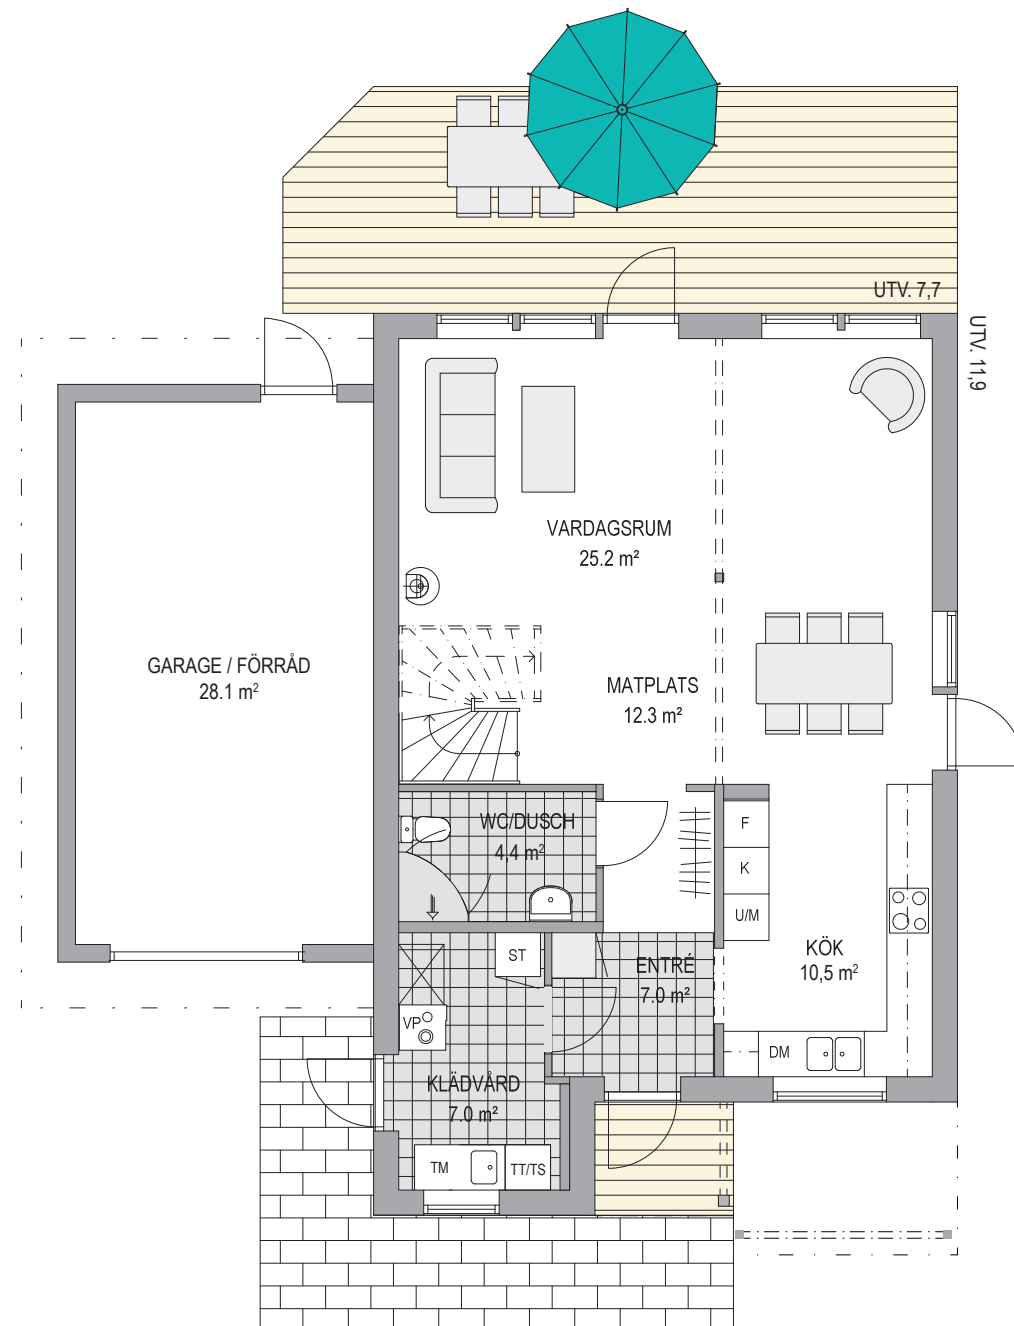 UTV. 7,7
UTV. 11,9
VARDAGSRUM
25.2 m²
GARAGE / FÖRRÅD
28.1 m²
MATPLATS
12.3 m²
WC/DUSCH
4,4 m²
F
K
U/M
KÖK
10,5 m²
ST
ENTRÉ
7.0 m²
VP
DM
KLÄDVÅRD
7.0 m²
TM
TT/TS